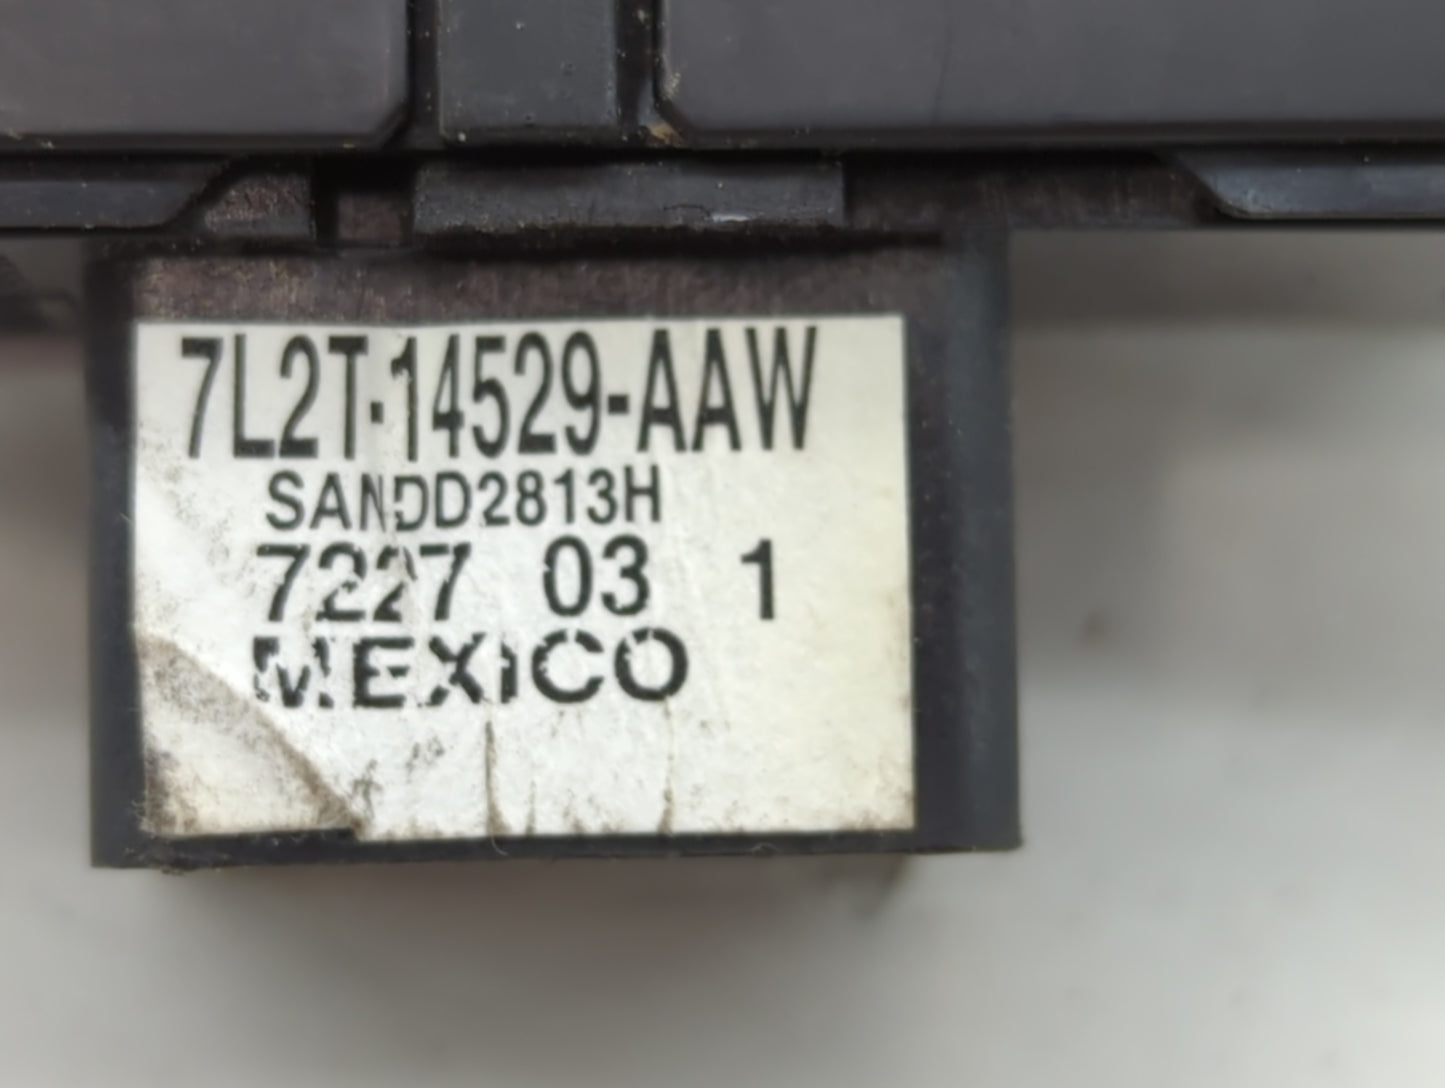 7L2T-14529-AAW
SANDD2813H
7227 03 1
MEXICO